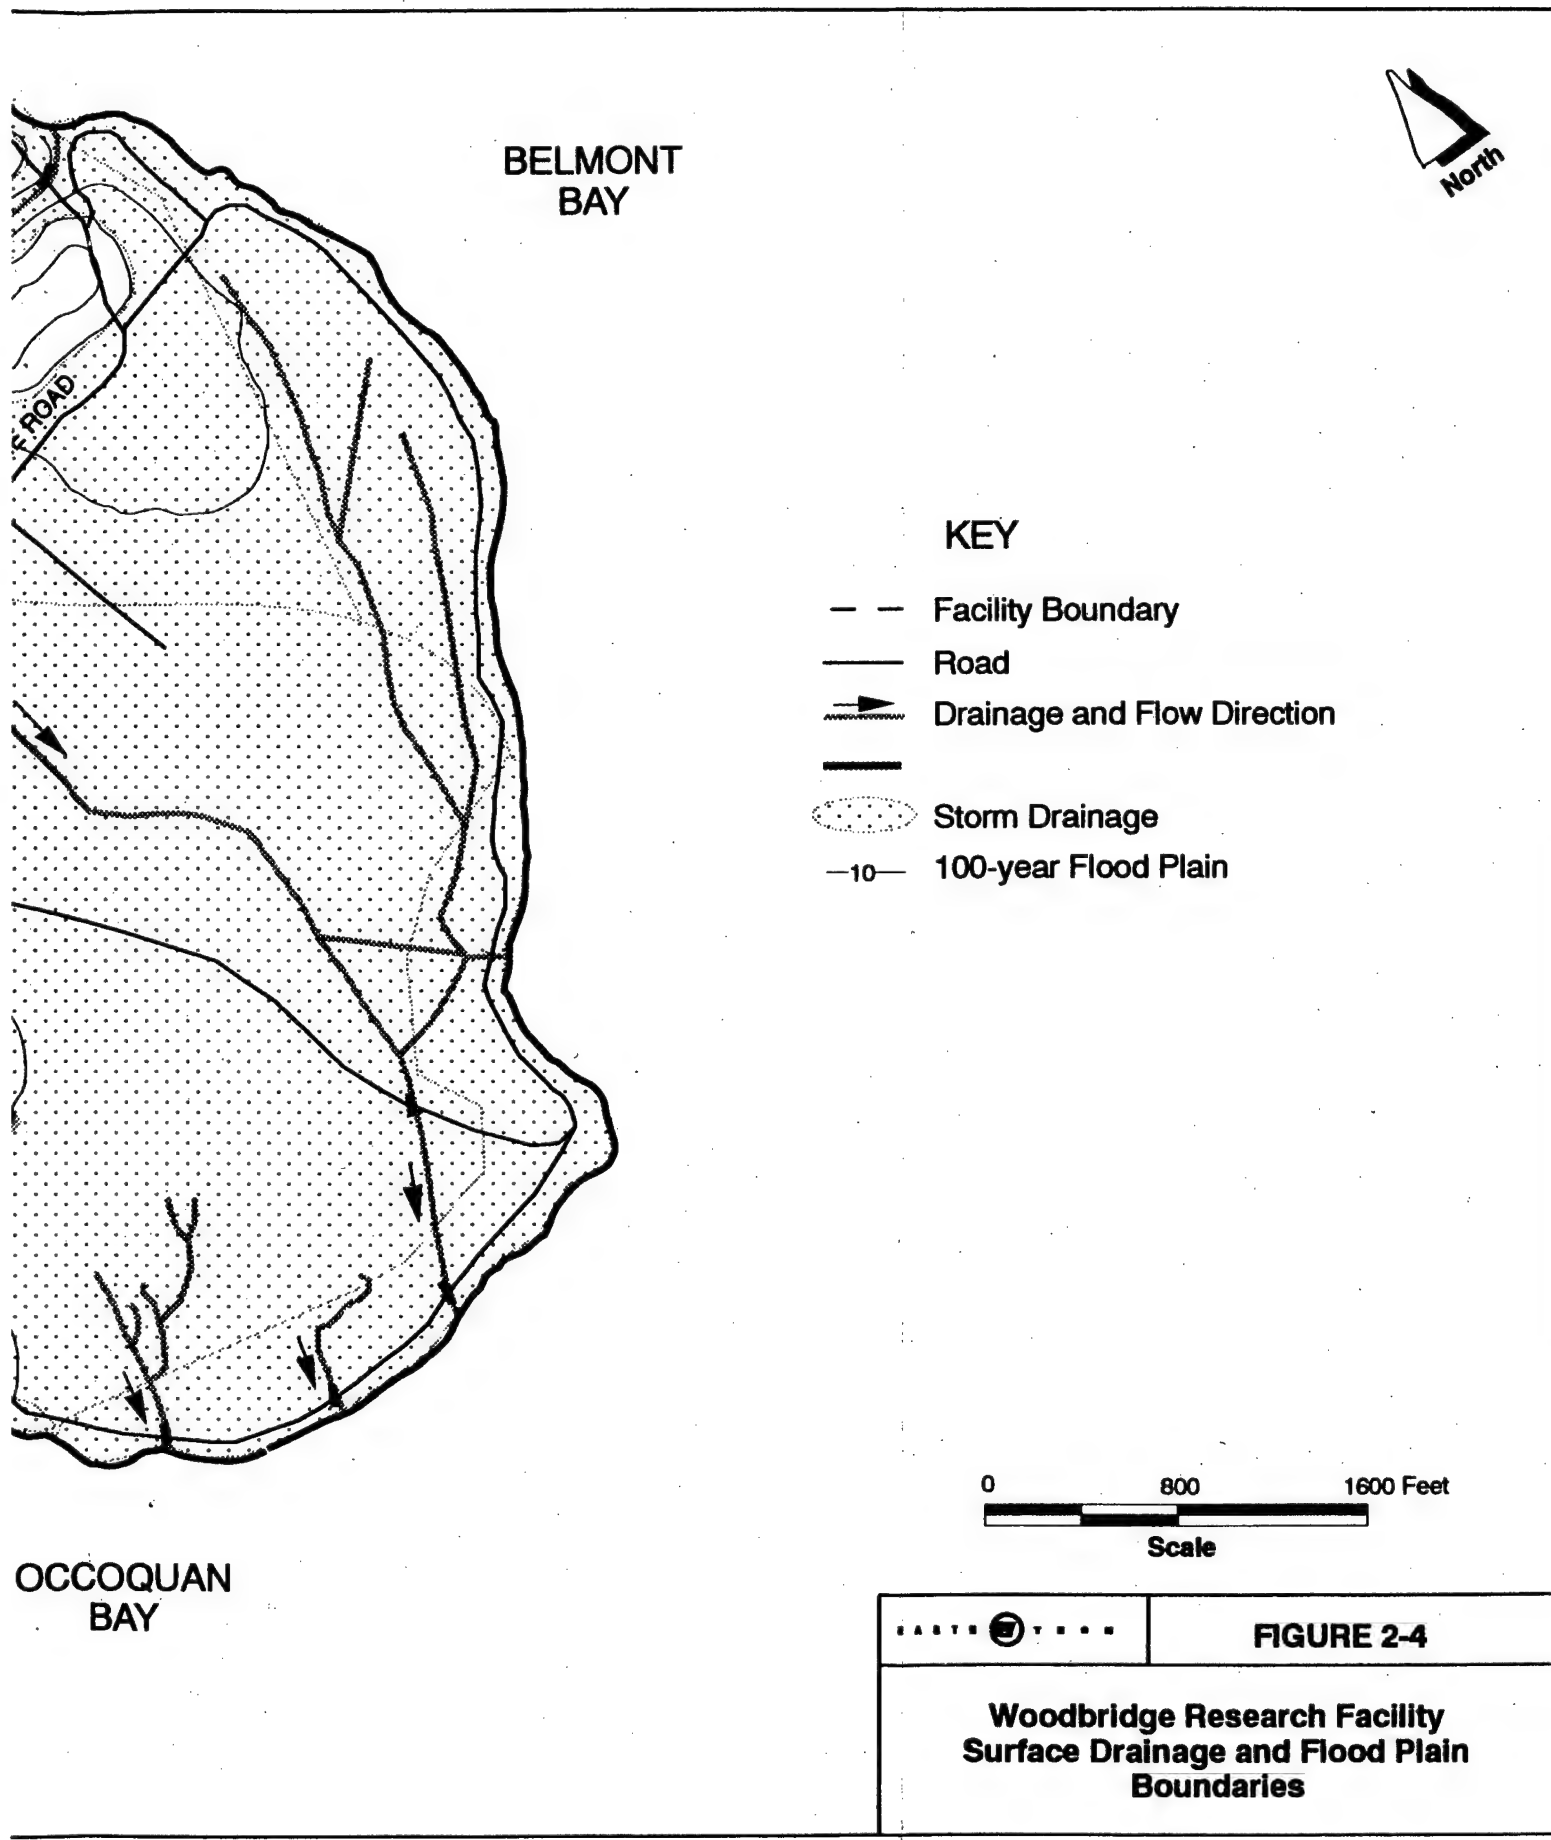 BELMONT
BAY
North
F ROAD
KEY
Facility Boundary
Road
Drainage and Flow Direction
Storm Drainage
—10— 100-year Flood Plain
0 800 1600 Feet
Scale
OCCOQUAN
BAY
EARTH TECH
FIGURE 2-4
Woodbridge Research Facility
Surface Drainage and Flood Plain
Boundaries